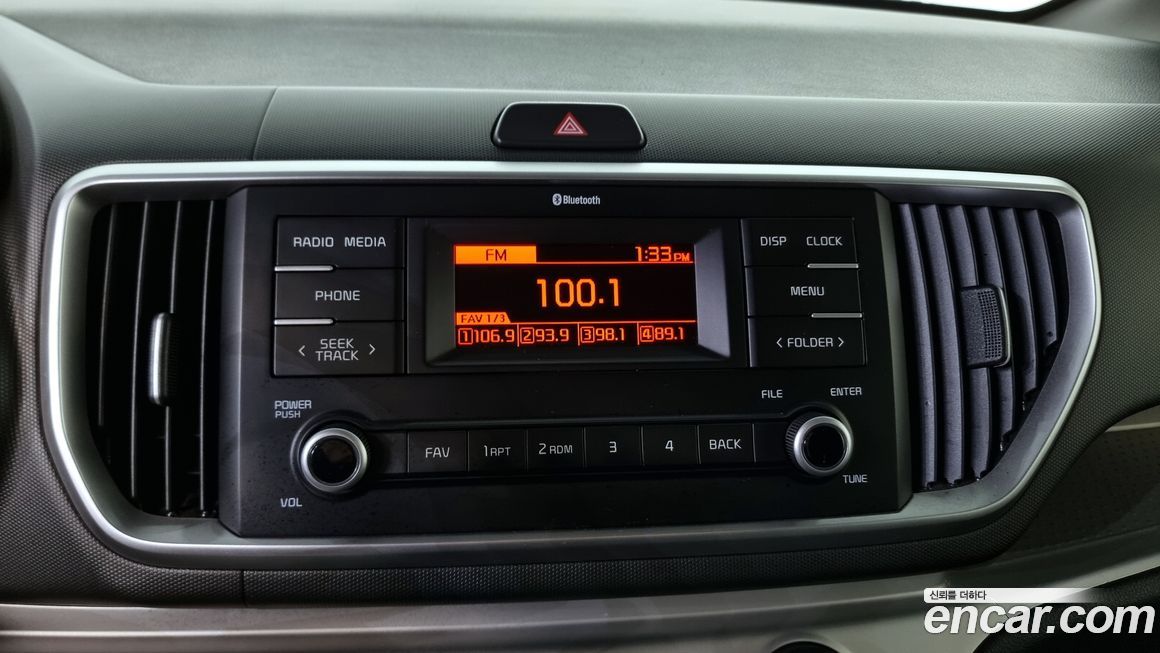 Bluetooth
RADIO MEDIA
PHONE
< SEEK TRACK >
FM 1:33 PM
100.1
FAV 1/3
1 106.9 2 93.9 3 98.1 4 89.1
DISP CLOCK
MENU
< FOLDER >
POWER
PUSH
VOL
FAV 1 RPT 2 RDM 3 4 BACK
FILE ENTER
TUNE
신뢰를 더하다
encar.com